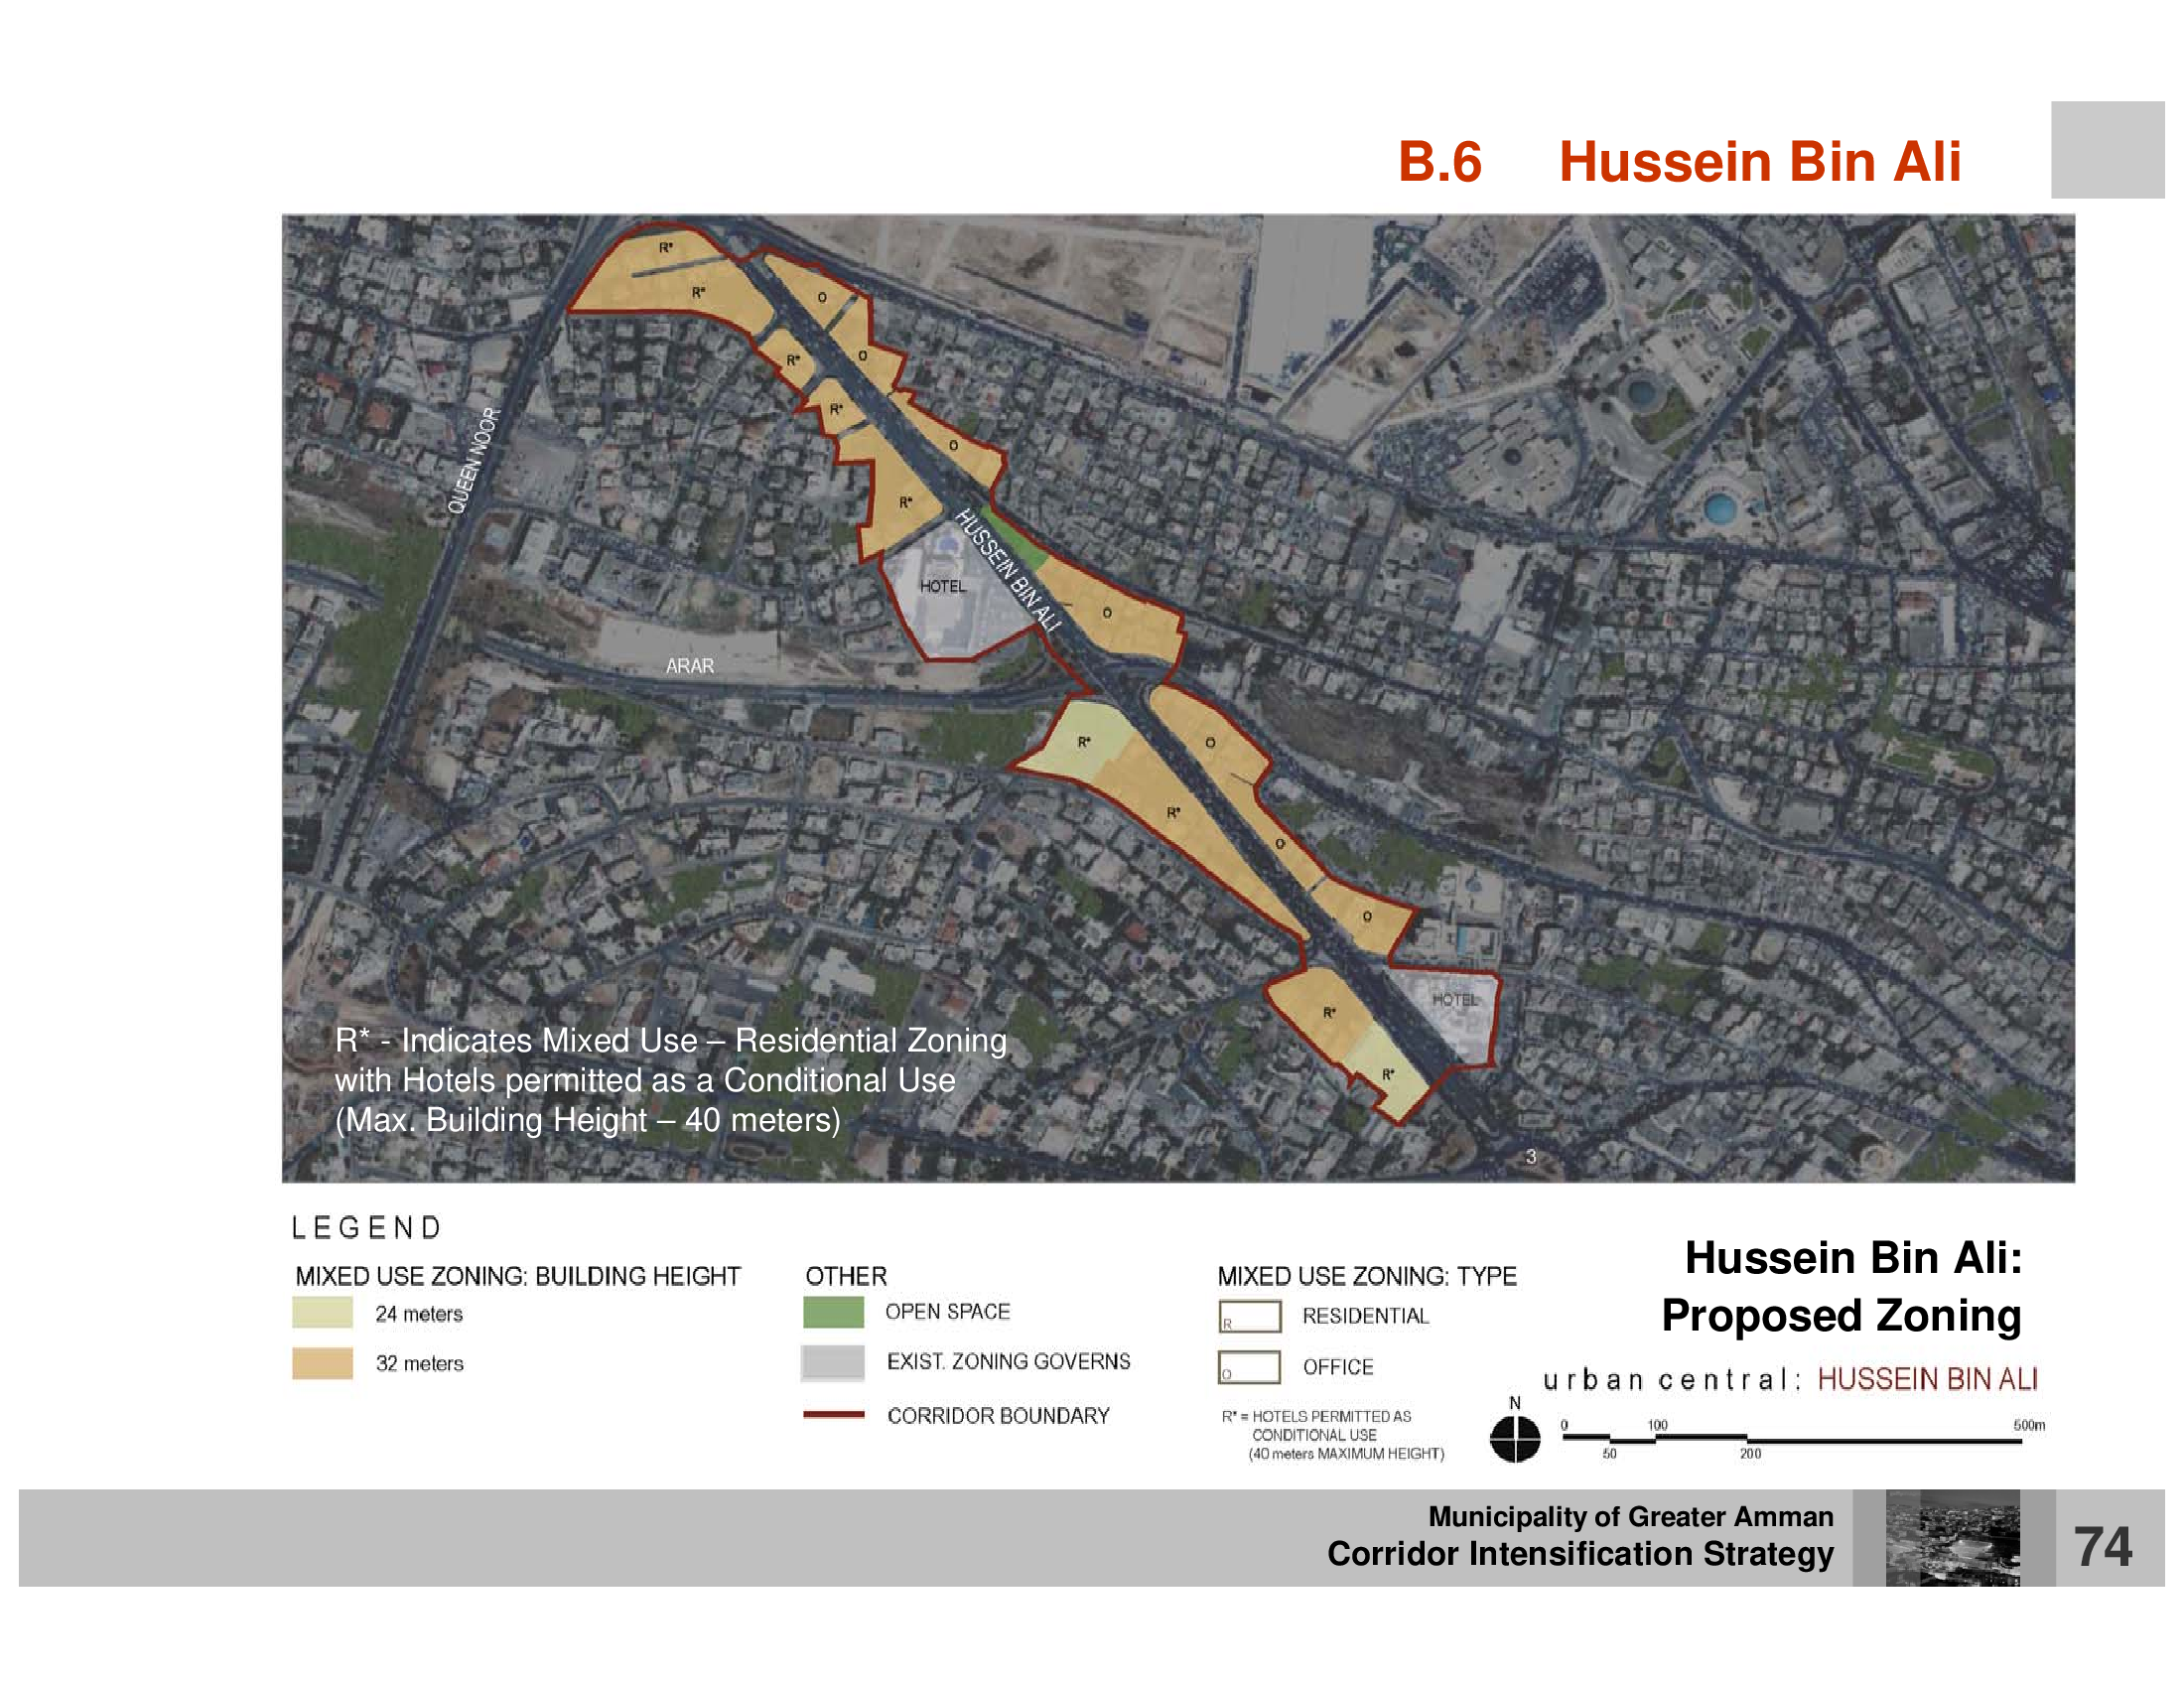 B.6 Hussein Bin Ali
R*
R*
O
R*
O
R*
O
R*
QUEEN NOOR
HUSSEIN BIN ALI
HOTEL
O
ARAR
R*
O
R*
O
O
HOTEL
R*
R*
R* - Indicates Mixed Use – Residential Zoning
with Hotels permitted as a Conditional Use
(Max. Building Height – 40 meters)
3
LEGEND
MIXED USE ZONING: BUILDING HEIGHT
24 meters
32 meters
OTHER
OPEN SPACE
EXIST. ZONING GOVERNS
CORRIDOR BOUNDARY
MIXED USE ZONING: TYPE
R RESIDENTIAL
O OFFICE
R* = HOTELS PERMITTED AS
CONDITIONAL USE
(40 meters MAXIMUM HEIGHT)
Hussein Bin Ali:
Proposed Zoning
urban central: HUSSEIN BIN ALI
N
0 100 500m
50 200
Municipality of Greater Amman
Corridor Intensification Strategy
74